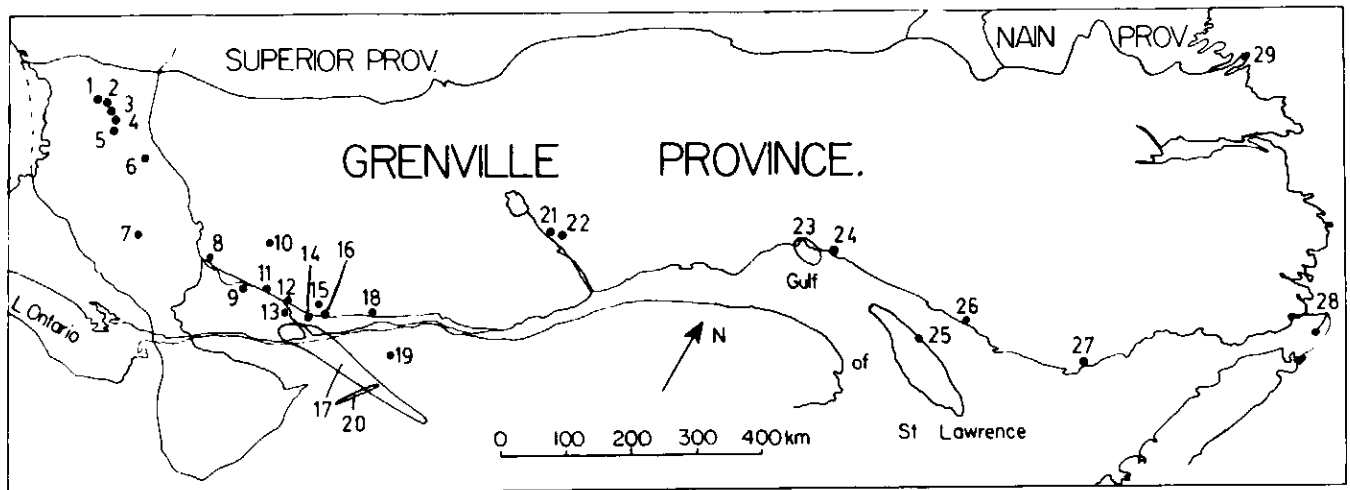 SUPERIOR PROV.
NAIN PROV.
29
1 2
3
4
5
6
GRENVILLE PROVINCE.
7
8
10
21 22
23 24
Gulf
9 11 12 14 15 16 18
13
26
28
L. Ontario
N
25
19
of
27
17
20
St Lawrence
0 100 200 300 400 km